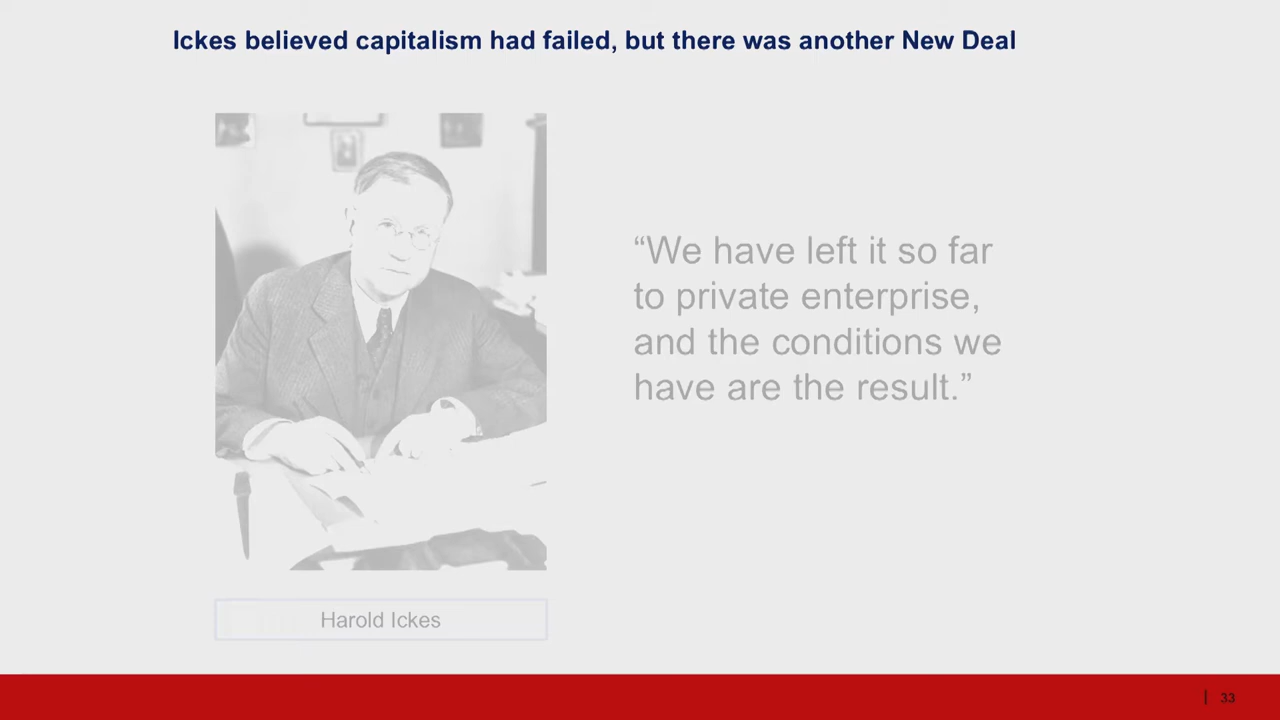 Ickes believed capitalism had failed, but there was another New Deal
“We have left it so far
to private enterprise,
and the conditions we
have are the result.”
Harold Ickes
| 33